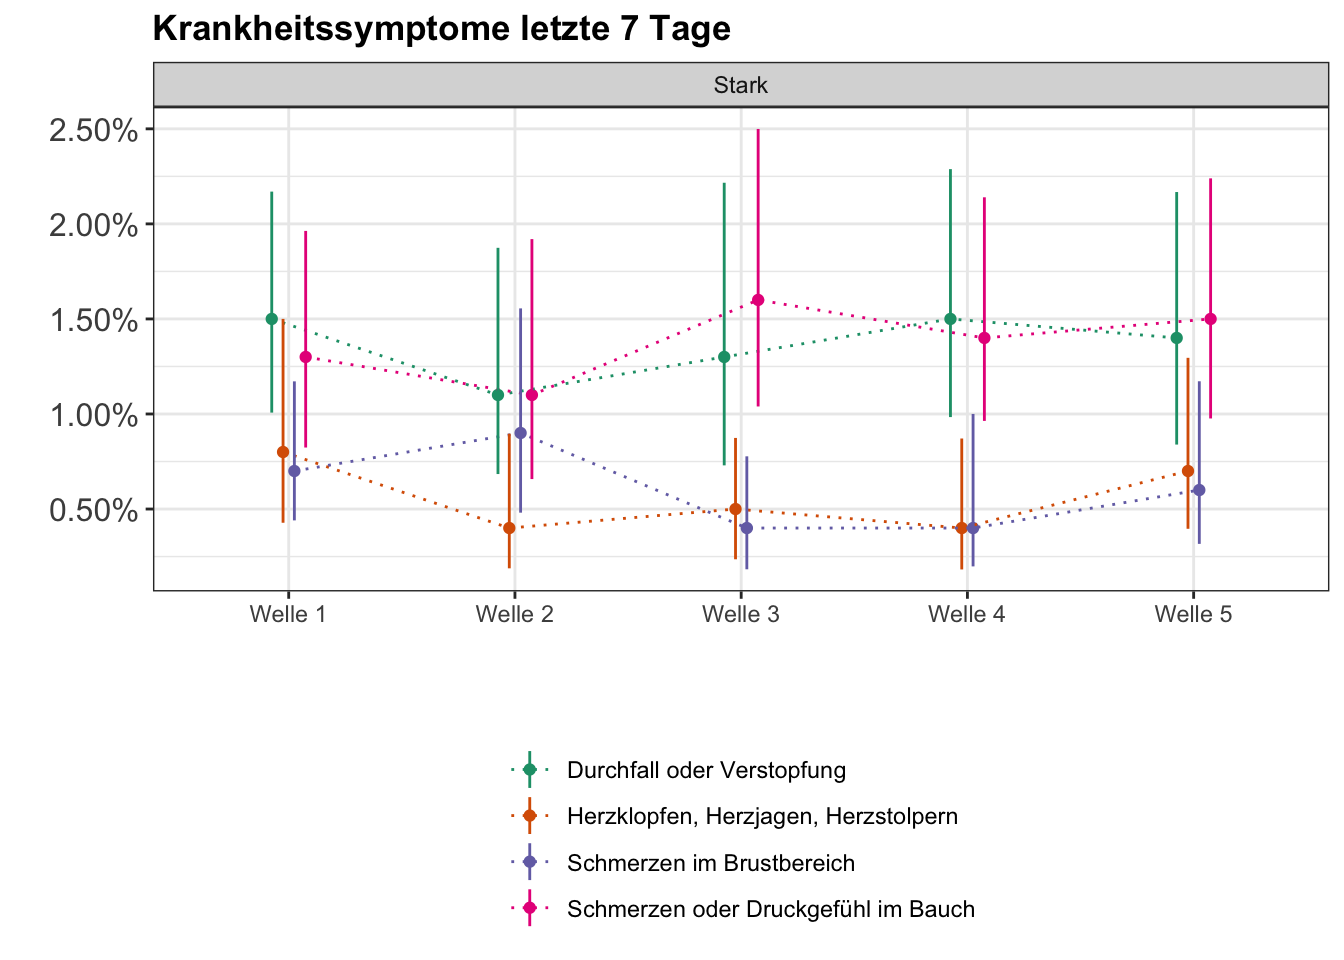 Krankheitssymptome letzte 7 Tage
Stark
2.50%
2.00%
1.50%
1.00%
0.50%
Welle 1 Welle 2 Welle 3 Welle 4 Welle 5
Durchfall oder Verstopfung
Herzklopfen, Herzjagen, Herzstolpern
Schmerzen im Brustbereich
Schmerzen oder Druckgefühl im Bauch